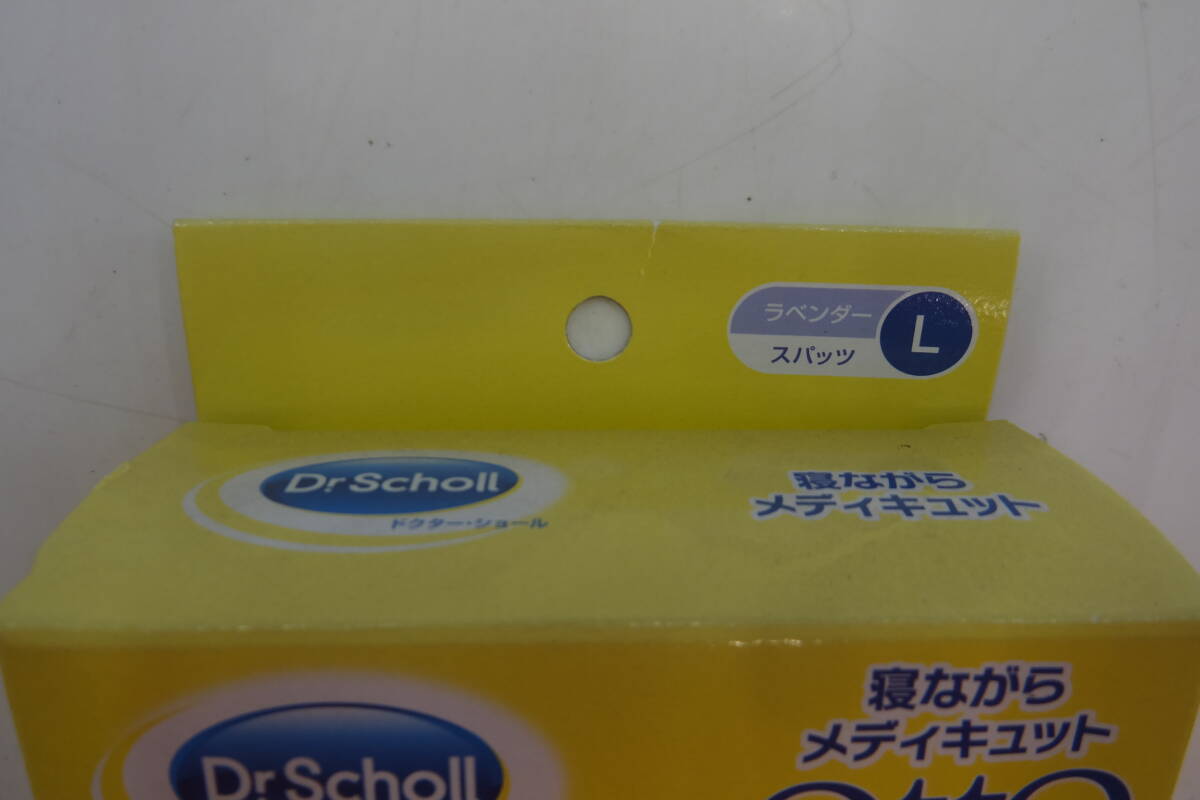 ラベンダー
スパッツ
L
Dr.Scholl
ドクター・ショール
寝ながら
メディキュット
Dr.Scholl
寝ながら
メディキュット